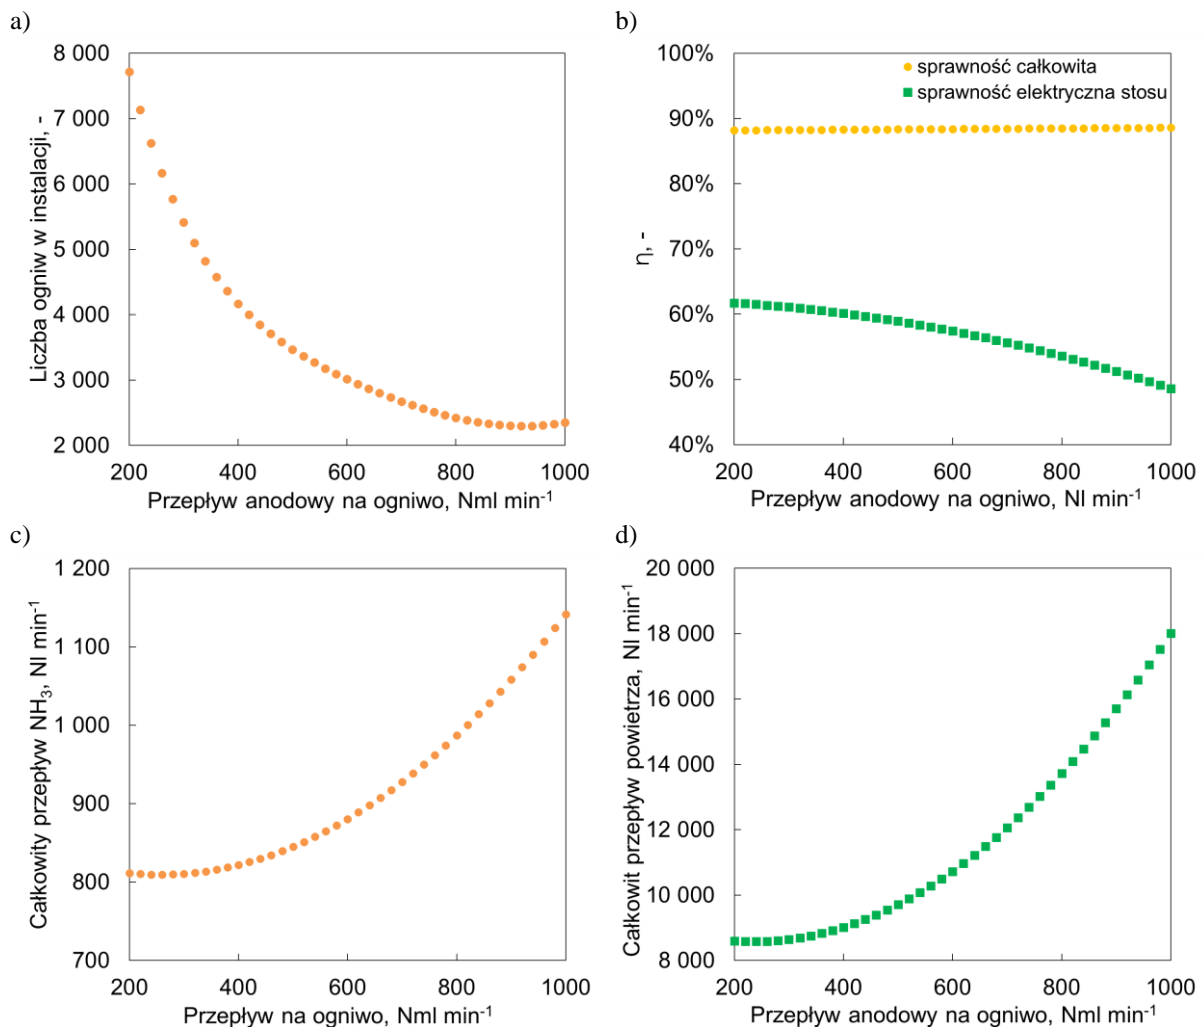 a)
8 000
7 000
6 000
5 000
4 000
3 000
2 000
Liczba ogniw w instalacji, -
200 400 600 800 1000
Przepływ anodowy na ogniwo, Nml min⁻¹
b)
100%
90%
80%
70%
60%
50%
40%
η, -
sprawność całkowita
sprawność elektryczna stosu
200 400 600 800 1000
Przepływ anodowy na ogniwo, Nl min⁻¹
c)
1 200
1 100
1 000
900
800
700
Całkowity przepływ NH₃, Nl min⁻¹
200 400 600 800 1000
Przepływ na ogniwo, Nml min⁻¹
d)
20 000
18 000
16 000
14 000
12 000
10 000
8 000
Całkowit przepływ powietrza, Nl min⁻¹
200 400 600 800 1000
Przepływ anodowy na ogniwo, Nml min⁻¹